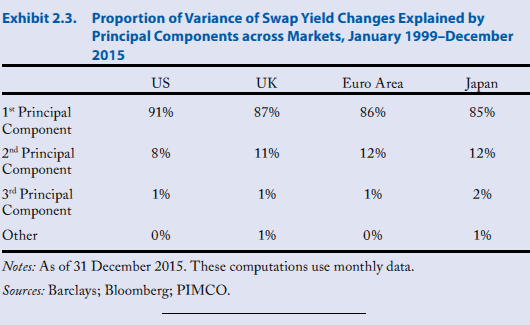 Exhibit 2.3. Proportion of Variance of Swap Yield Changes Explained by
Principal Components across Markets, January 1999–December
2015
US UK Euro Area Japan
1st Principal 91% 87% 86% 85%
Component
2nd Principal 8% 11% 12% 12%
Component
3rd Principal 1% 1% 1% 2%
Component
Other 0% 1% 0% 1%
Notes: As of 31 December 2015. These computations use monthly data.
Sources: Barclays; Bloomberg; PIMCO.